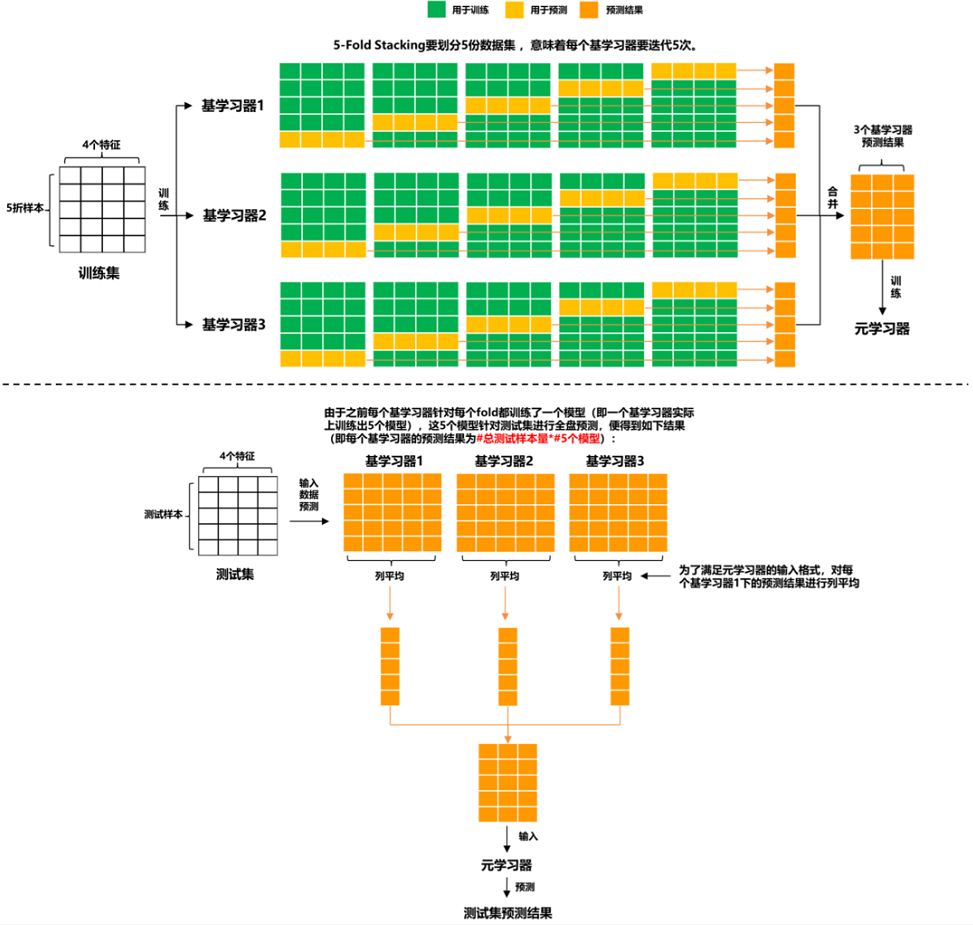 用于训练
用于预测
预测结果
5-Fold Stacking要划分5份数据集，意味着每个基学习器要迭代5次。
基学习器1
4个特征
5折样本
训练
训练集
基学习器2
基学习器3
合并
3个基学习器
预测结果
训练
元学习器
由于之前每个基学习器针对每个fold都训练了一个模型（即一个基学习器实际
上训练出5个模型），这5个模型针对测试集进行全盘预测，便得到如下结果
（即每个基学习器的预测结果为#总测试样本量*#5个模型）：
基学习器1
基学习器2
基学习器3
4个特征
测试样本
测试集
输入
数据
预测
列平均
列平均
列平均
为了满足元学习器的输入格式，对每
个基学习器1下的预测结果进行列平均
输入
元学习器
预测
测试集预测结果